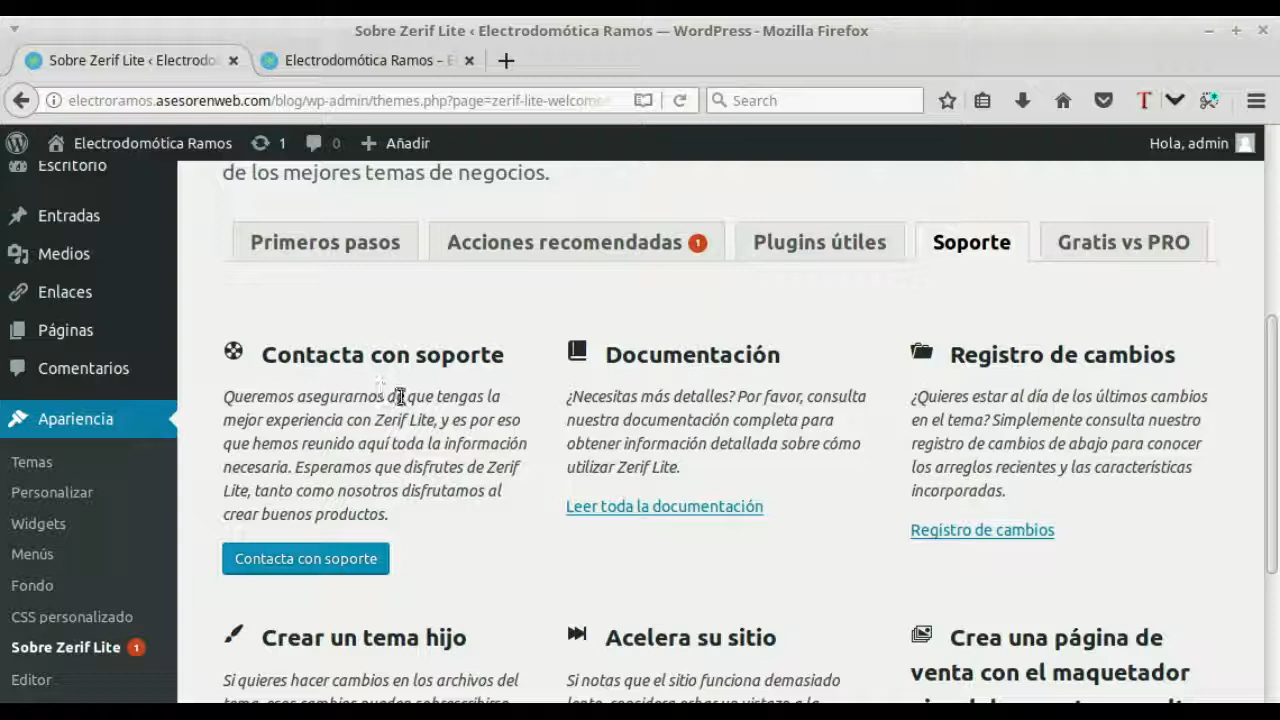 Sobre Zerif Lite ‹ Electrodomótica Ramos — WordPress - Mozilla Firefox
Sobre Zerif Lite ‹ Electrodo
Electrodomótica Ramos –
electroramos.asesorenweb.com/blog/wp-admin/themes.php?page=zerif-lite-welcome
Search
Electrodomótica Ramos
1
0
Añadir
Hola, admin
Escritorio
Entradas
Medios
Enlaces
Páginas
Comentarios
Apariencia
Temas
Personalizar
Widgets
Menús
Fondo
CSS personalizado
Sobre Zerif Lite 1
Editor
de los mejores temas de negocios.
Primeros pasos
Acciones recomendadas 1
Plugins útiles
Soporte
Gratis vs PRO
Contacta con soporte
Queremos asegurarnos de que tengas la
mejor experiencia con Zerif Lite, y es por eso
que hemos reunido aquí toda la información
necesaria. Esperamos que disfrutes de Zerif
Lite, tanto como nosotros disfrutamos al
crear buenos productos.
Contacta con soporte
Documentación
¿Necesitas más detalles? Por favor, consulta
nuestra documentación completa para
obtener información detallada sobre cómo
utilizar Zerif Lite.
Leer toda la documentación
Registro de cambios
¿Quieres estar al día de los últimos cambios
en el tema? Simplemente consulta nuestro
registro de cambios de abajo para conocer
los arreglos recientes y las características
incorporadas.
Registro de cambios
Crear un tema hijo
Si quieres hacer cambios en los archivos del
Acelera su sitio
Si notas que el sitio funciona demasiado
Crea una página de
venta con el maquetador